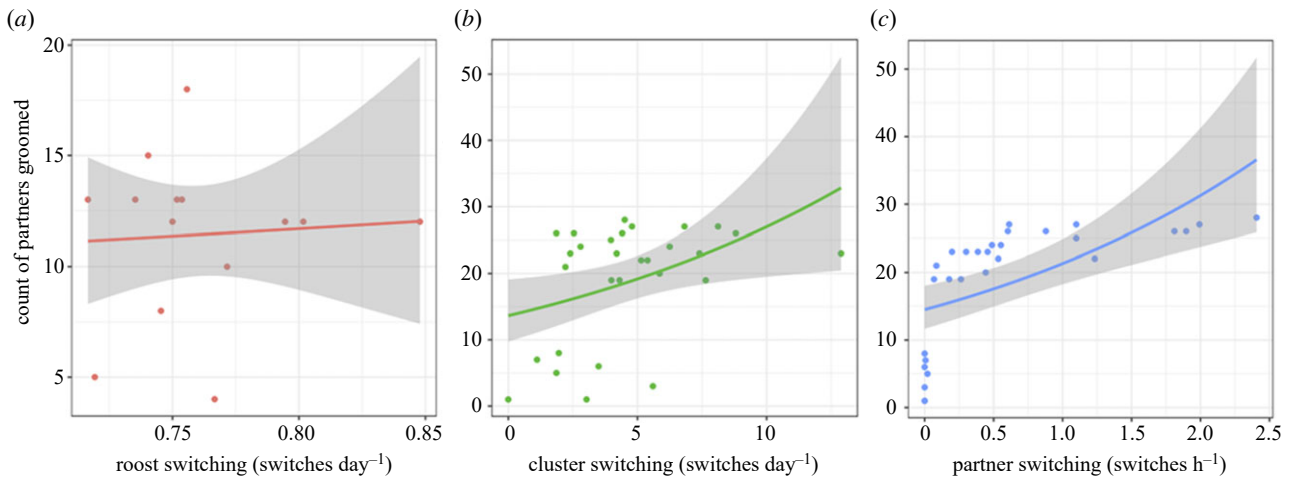 (a)
(b)
(c)
count of partners groomed
20
15
10
5
0.75 0.80 0.85
roost switching (switches day⁻¹)
50
40
30
20
10
0
0 5 10
cluster switching (switches day⁻¹)
50
40
30
20
10
0
0 0.5 1.0 1.5 2.0 2.5
partner switching (switches h⁻¹)